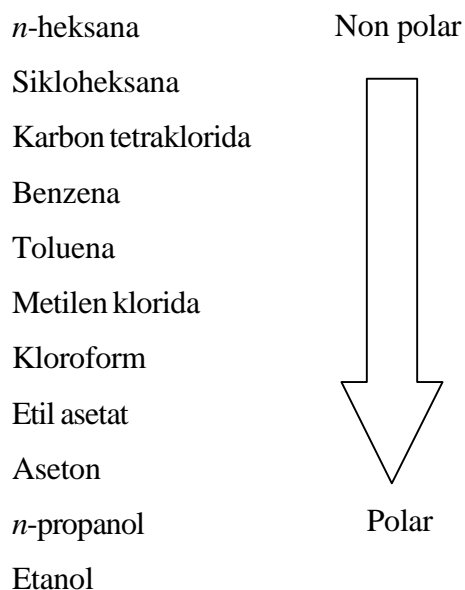 n-heksana Non polar
Sikloheksana
Karbon tetraklorida
Benzena
Toluena
Metilen klorida
Kloroform
Etil asetat
Aseton
n-propanol Polar
Etanol